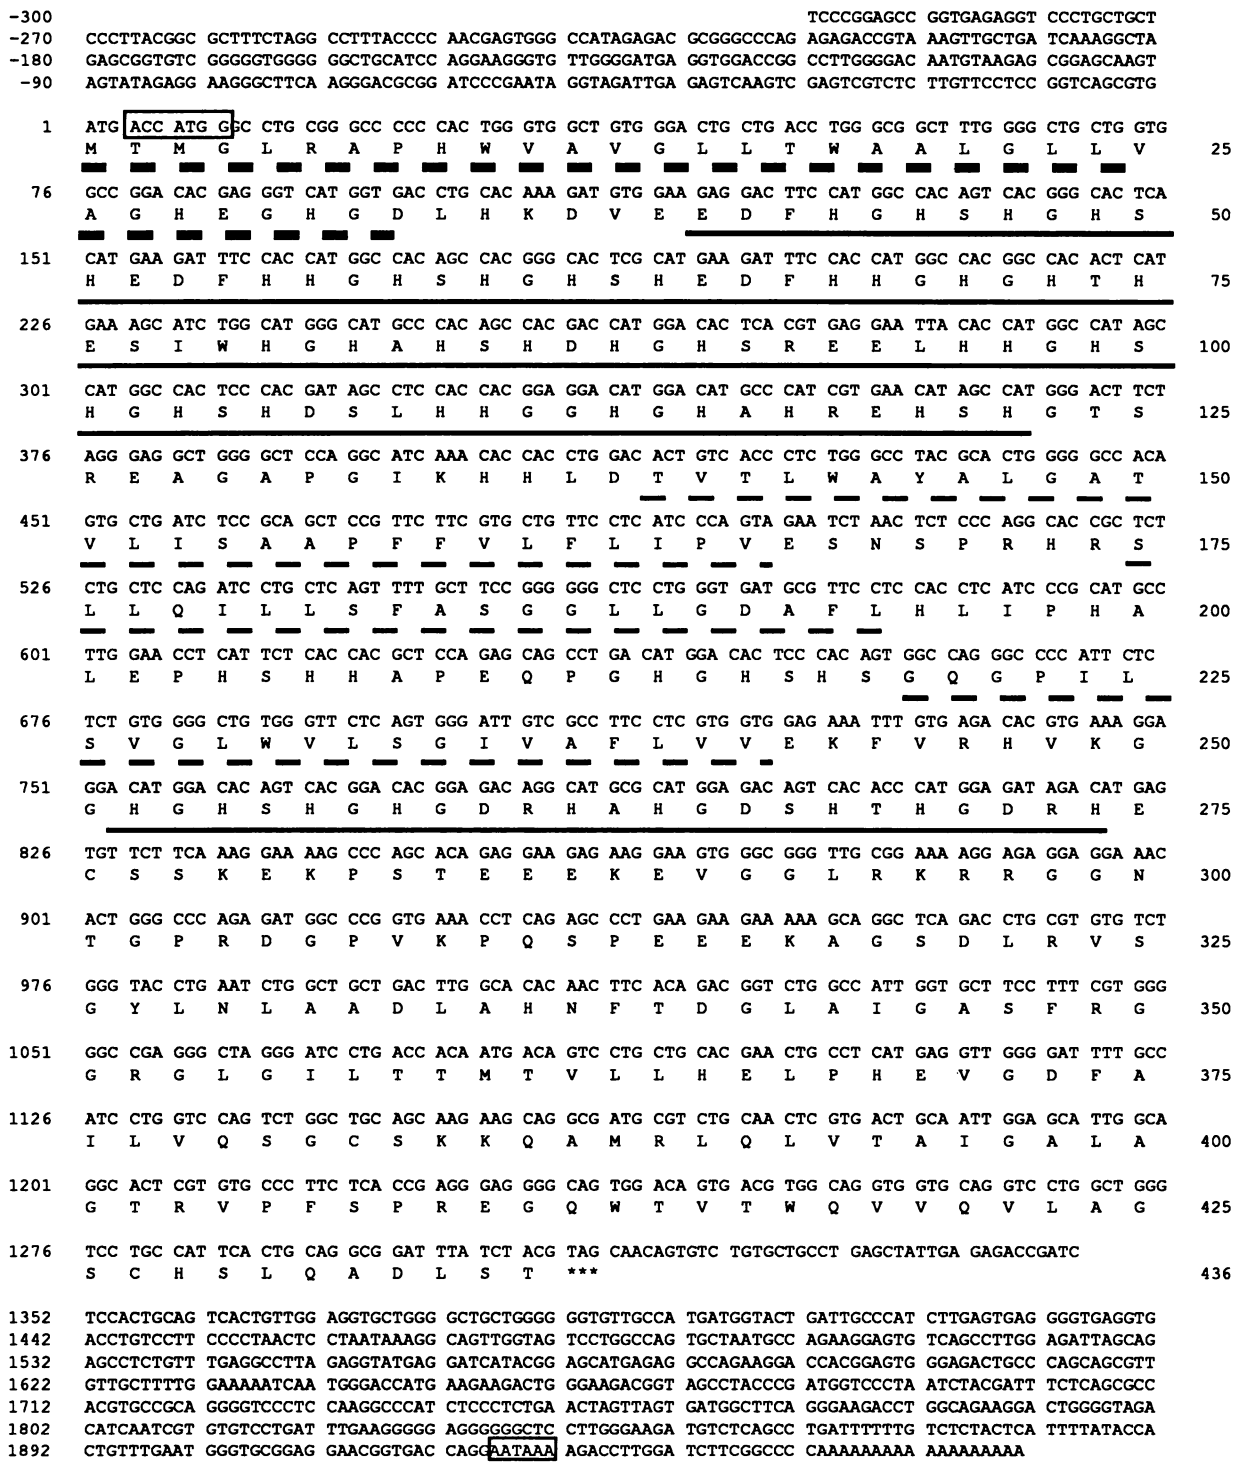 -300 TCCCGGAGCC GGTGAGAGGT CCCTGCTGCT
-270 CCCTTACGGC GCTTTCTAGG CCTTTACCCC AACGAGTGGG CCATAGAGAC GCGGGCCCAG AGAGACCGTA AAGTTGCTGA TCAAAGGCTA
-180 GAGCGGTGTC GGGGGTGGGG GGCTGCATCC AGGAAGGGTG TTGGGGATGA GGTGGACCGG CCTTGGGGAC AATGTAAGAG CGGAGCAAGT
-90 AGTATAGAGG AAGGGCTTCA AGGGACGCGG ATCCCGAATA GGTAGATTGA GAGTCAAGTC GAGTCGTCTC TTGTTCCTCC GGTCAGCGTG
1 ATG ACC ATG GGC CTG CGG GCC CCC CAC TGG GTG GCT GTG GGA CTG CTG ACC TGG GCG GCT TTG GGG CTG CTG GTG
M T M G L R A P H W V A V G L L T W A A L G L L V 25
76 GCC GGA CAC GAG GGT CAT GGT GAC CTG CAC AAA GAT GTG GAA GAG GAC TTC CAT GGC CAC AGT CAC GGG CAC TCA
A G H E G H G D L H K D V E E D F H G H S H G H S 50
151 CAT GAA GAT TTC CAC CAT GGC CAC AGC CAC GGG CAC TCG CAT GAA GAT TTC CAC CAT GGC CAC GGC CAC ACT CAT
H E D F H H G H S H G H S H E D F H H G H G H T H 75
226 GAA AGC ATC TGG CAT GGG CAT GCC CAC AGC CAC GAC CAT GGA CAC TCA CGT GAG GAA TTA CAC CAT GGC CAT AGC
E S I W H G H A H S H D H G H S R E E L H H G H S 100
301 CAT GGC CAC TCC CAC GAT AGC CTC CAC CAC GGA GGA CAT GGA CAT GCC CAT CGT GAA CAT AGC CAT GGG ACT TCT
H G H S H D S L H H G G H G H A H R E H S H G T S 125
376 AGG GAG GCT GGG GCT CCA GGC ATC AAA CAC CAC CTG GAC ACT GTC ACC CTC TGG GCC TAC GCA CTG GGG GCC ACA
R E A G A P G I K H H L D T V T L W A Y A L G A T 150
451 GTG CTG ATC TCC GCA GCT CCG TTC TTC GTG CTG TTC CTC ATC CCA GTA GAA TCT AAC TCT CCC AGG CAC CGC TCT
V L I S A A P F F V L F L I P V E S N S P R H R S 175
526 CTG CTC CAG ATC CTG CTC AGT TTT GCT TCC GGG GGG CTC CTG GGT GAT GCG TTC CTC CAC CTC ATC CCG CAT GCC
L L Q I L L S F A S G G L L G D A F L H L I P H A 200
601 TTG GAA CCT CAT TCT CAC CAC GCT CCA GAG CAG CCT GGA CAT GGA CAC TCC CAC AGT GGC CAG GGC CCC ATT CTC
L E P H S H H A P E Q P G H G H S H S G Q G P I L 225
676 TCT GTG GGG CTG TGG GTT CTC AGT GGG ATT GTC GCC TTC CTC GTG GTG GAG AAA TTT GTG AGA CAC GTG AAA GGA
S V G L W V L S G I V A F L V V E K F V R H V K G 250
751 GGA CAT GGA CAC AGT CAC GGA CAC GGA GAC AGG CAT GCG CAT GGA GAC AGT CAC ACC CAT GGA GAT AGA CAT GAG
G H G H S H G H G D R H A H G D S H T H G D R H E 275
826 TGT TCT TCA AAG GAA AAG CCC AGC ACA GAG GAA GAG AAG GAA GTG GGC GGG TTG CGG AAA AGG AGA GGA GGA AAC
C S S K E K P S T E E E K E V G G L R K R R G G N 300
901 ACT GGG CCC AGA GAT GGC CCG GTG AAA CCT CAG AGC CCT GAA GAA GAA AAA GCA GGC TCA GAC CTG CGT GTG TCT
T G P R D G P V K P Q S P E E E K A G S D L R V S 325
976 GGG TAC CTG AAT CTG GCT GCT GAC TTG GCA CAC AAC TTC ACA GAC GGT CTG GCC ATT GGT GCT TCC TTT CGT GGG
G Y L N L A A D L A H N F T D G L A I G A S F R G 350
1051 GGC CGA GGG CTA GGG ATC CTG ACC ACA ATG ACA GTC CTG CTG CAC GAA CTG CCT CAT GAG GTT GGG GAT TTT GCC
G R G L G I L T T M T V L L H E L P H E V G D F A 375
1126 ATC CTG GTC CAG TCT GGC TGC AGC AAG AAG CAG GCG ATG CGT CTG CAA CTC GTG ACT GCA ATT GGA GCA TTG GCA
I L V Q S G C S K K Q A M R L Q L V T A I G A L A 400
1201 GGC ACT CGT GTG CCC TTC TCA CCG AGG GAG GGG CAG TGG ACA GTG ACG TGG CAG GTG GTG CAG GTC CTG GCT GGG
G T R V P F S P R E G Q W T V T W Q V V Q V L A G 425
1276 TCC TGC CAT TCA CTG CAG GCG GAT TTA TCT ACG TAG CAACAGTGTC TGTGCTGCCT GAGCTATTGA GAGACCGATC
S C H S L Q A D L S T *** 436
1352 TCCACTGCAG TCACTGTTGG AGGTGCTGGG GCTGCTGGGG GGTGTTGCCA TGATGGTACT GATTGCCCAT CTTGAGTGAG GGGTGAGGTG
1442 ACCTGTCCTT CCCCTAACTC CTAATAAAGG CAGTTGGTAG TCCTGGCCAG TGCTAATGCC AGAAGGAGTG TCAGCCTTGG AGATTAGCAG
1532 AGCCTCTGTT TGAGGCCTTA GAGGTATGAG GATCATACGG AGCATGAGAG GCCAGAAGGA CCACGGAGTG GGAGACTGCC CAGCAGCGTT
1622 GTTGCTTTTG GAAAAATCAA TGGGACCATG AAGAAGACTG GGAAGACGGT AGCCTACCCG ATGGTCCCTA ATCTACGATT TCTCAGCGCC
1712 ACGTGCCGCA GGGGTCCCTC CAAGGCCCAT CTCCCTCTGA ACTAGTTAGT GATGGCTTCA GGGAAGACCT GGCAGAAGGA CTGGGGTAGA
1802 CATCAATCGT GTGTCCTGAT TTGAAGGGGG AGGGGGGCTC CTTGGGAAGA TGTCTCAGCC TGATTTTTTG TCTCTACTCA TTTTATACCA
1892 CTGTTTGAAT GGGTGCGGAG GAACGGTGAC CAGGAATAAA AGACCTTGGA TCTTCGGCCC CAAAAAAAAA AAAAAAAAA